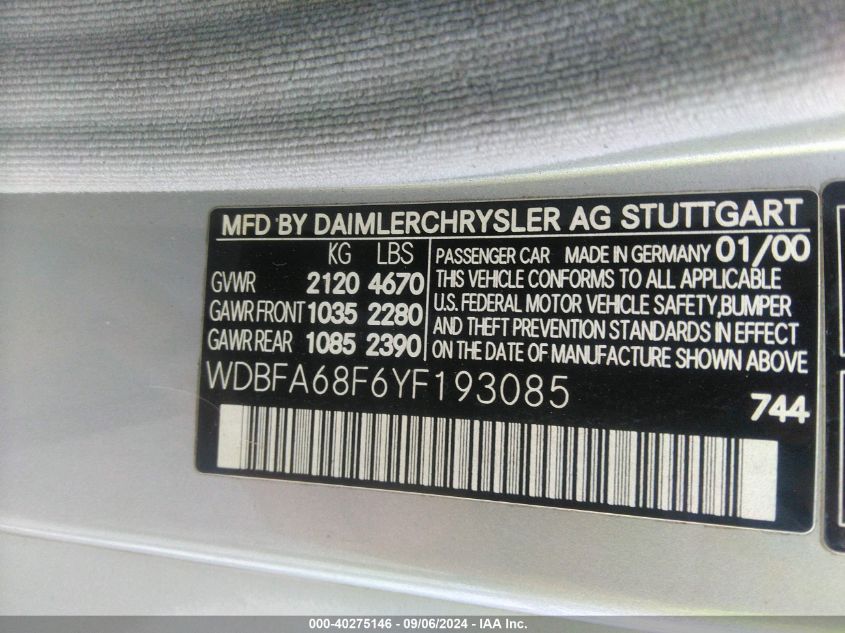 MFD BY DAIMLERCHRYSLER AG STUTTGART
KG LBS
GVWR 2120 4670
GAWR FRONT 1035 2280
GAWR REAR 1085 2390
PASSENGER CAR MADE IN GERMANY 01/00
THIS VEHICLE CONFORMS TO ALL APPLICABLE
U.S. FEDERAL MOTOR VEHICLE SAFETY,BUMPER
AND THEFT PREVENTION STANDARDS IN EFFECT
ON THE DATE OF MANUFACTURE SHOWN ABOVE
WDBFA68F6YF193085
744
000-40275146 - 09/06/2024 - IAA Inc.